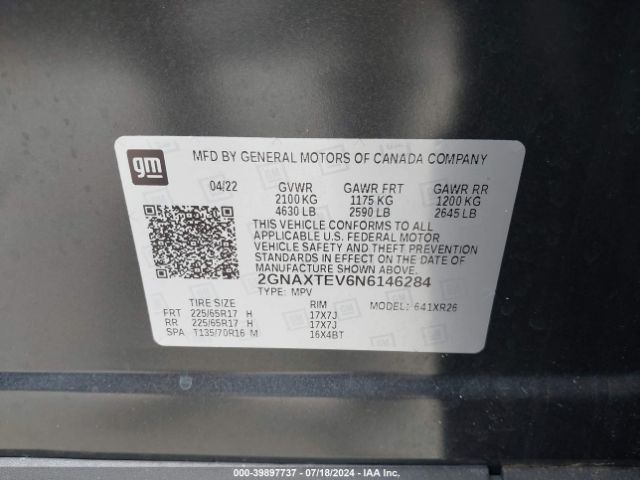 gm
MFD BY GENERAL MOTORS OF CANADA COMPANY
04/22 GVWR GAWR FRT GAWR RR
2100 KG 1175 KG 1200 KG
4630 LB 2590 LB 2645 LB
THIS VEHICLE CONFORMS TO ALL
APPLICABLE U.S. FEDERAL MOTOR
VEHICLE SAFETY AND THEFT PREVENTION
STANDARDS IN EFFECT ON THE DATE OF
MANUFACTURE SHOWN ABOVE.
2GNAXTEV6N6146284
TYPE: MPV
TIRE SIZE RIM MODEL: 641XR26
FRT 225/65R17 H 17X7J
RR 225/65R17 H 17X7J
SPA T135/70R16 M 16X4BT
39-39897737 - 07/18/2024 - IAA Inc.